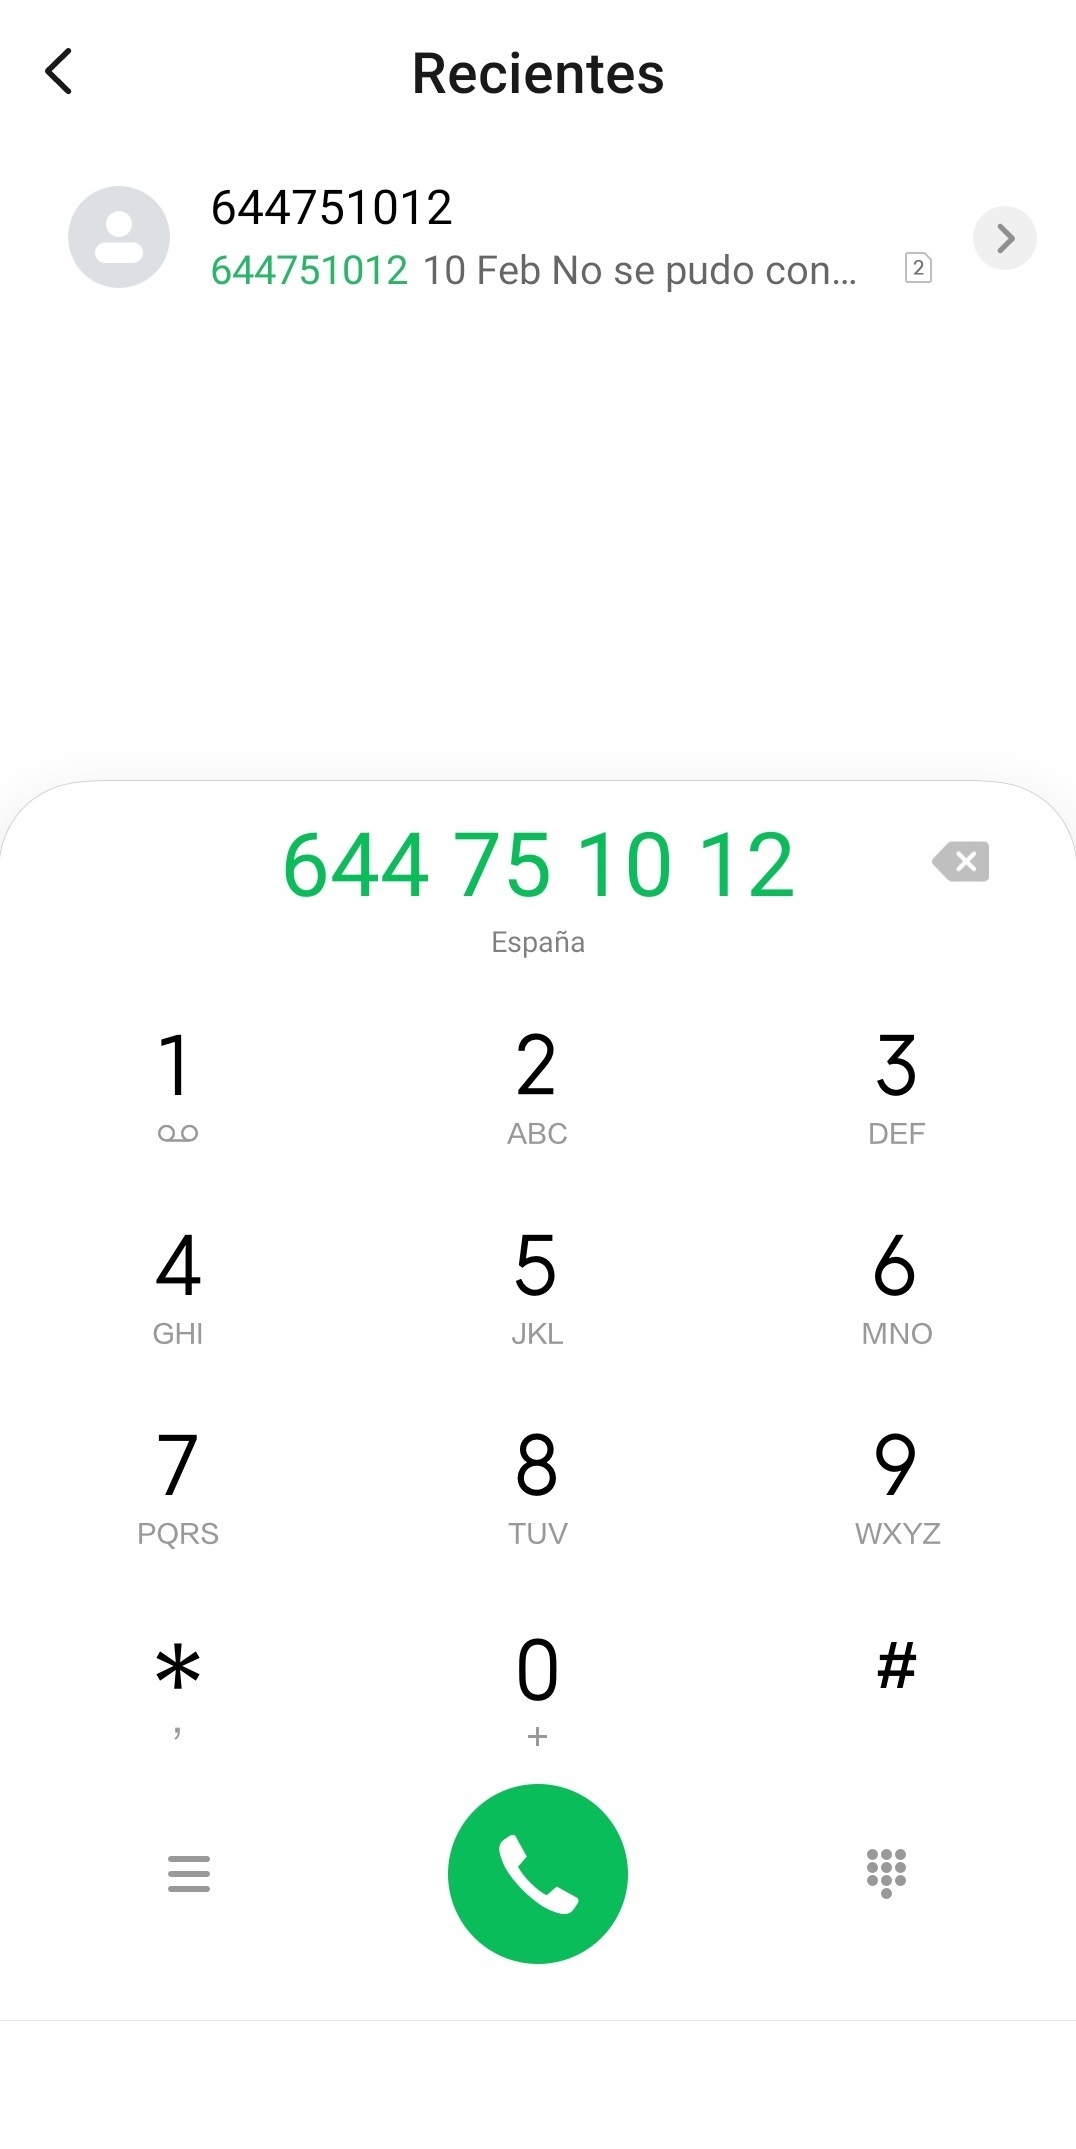 Recientes
644751012
644751012 10 Feb No se pudo con...
2
644 75 10 12
España
1 2 3
ABC DEF
4 5 6
GHI JKL MNO
7 8 9
PQRS TUV WXYZ
* 0 #
, +